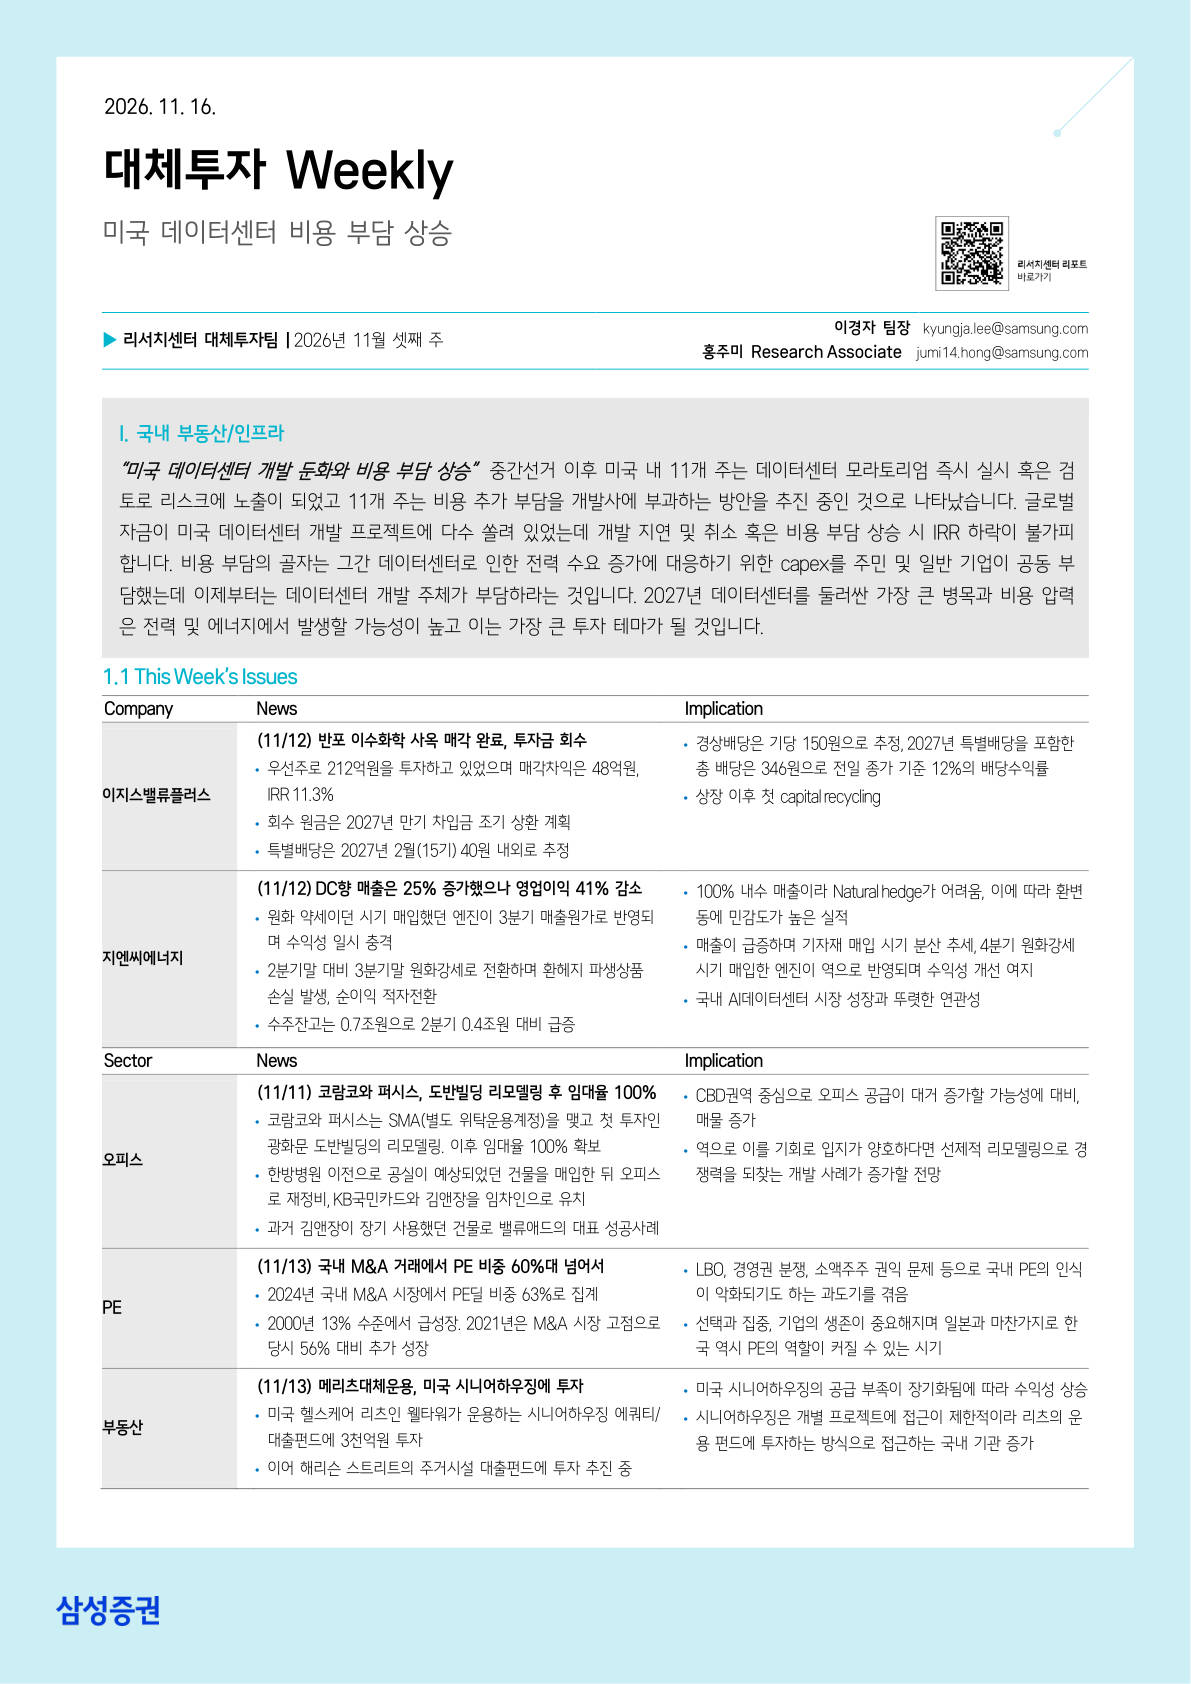 2026. 11. 16.
대체투자 Weekly
미국 데이터센터 비용 부담 상승
리서치센터 리포트
바로가기
▶ 리서치센터 대체투자팀 | 2026년 11월 셋째 주
이경자 팀장 kyungja.lee@samsung.com
홍주미 Research Associate jumi14.hong@samsung.com
I. 국내 부동산/인프라
“미국 데이터센터 개발 둔화와 비용 부담 상승” 중간선거 이후 미국 내 11개 주는 데이터센터 모라토리엄 즉시 실시 혹은 검
토로 리스크에 노출이 되었고 11개 주는 비용 추가 부담을 개발사에 부과하는 방안을 추진 중인 것으로 나타났습니다. 글로벌
자금이 미국 데이터센터 개발 프로젝트에 다수 쏠려 있었는데 개발 지연 및 취소 혹은 비용 부담 상승 시 IRR 하락이 불가피
합니다. 비용 부담의 골자는 그간 데이터센터로 인한 전력 수요 증가에 대응하기 위한 capex를 주민 및 일반 기업이 공동 부
담했는데 이제부터는 데이터센터 개발 주체가 부담하라는 것입니다. 2027년 데이터센터를 둘러싼 가장 큰 병목과 비용 압력
은 전력 및 에너지에서 발생할 가능성이 높고 이는 가장 큰 투자 테마가 될 것입니다.
1.1 This Week’s Issues
Company News Implication
이지스밸류플러스
(11/12) 반포 이수화학 사옥 매각 완료, 투자금 회수
• 우선주로 212억원을 투자하고 있었으며 매각차익은 48억원,
IRR 11.3%
• 회수 원금은 2027년 만기 차입금 조기 상환 계획
• 특별배당은 2027년 2월(15기) 40원 내외로 추정
• 경상배당은 기당 150원으로 추정, 2027년 특별배당을 포함한
총 배당은 346원으로 전일 종가 기준 12%의 배당수익률
• 상장 이후 첫 capital recycling
지엔씨에너지
(11/12) DC향 매출은 25% 증가했으나 영업이익 41% 감소
• 원화 약세이던 시기 매입했던 엔진이 3분기 매출원가로 반영되
며 수익성 일시 충격
• 2분기말 대비 3분기말 원화강세로 전환하며 환헤지 파생상품
손실 발생, 순이익 적자전환
• 수주잔고는 0.7조원으로 2분기 0.4조원 대비 급증
• 100% 내수 매출이라 Natural hedge가 어려움, 이에 따라 환변
동에 민감도가 높은 실적
• 매출이 급증하며 기자재 매입 시기 분산 추세, 4분기 원화강세
시기 매입한 엔진이 역으로 반영되며 수익성 개선 여지
• 국내 AI데이터센터 시장 성장과 뚜렷한 연관성
Sector News Implication
오피스
(11/11) 코람코와 퍼시스, 도반빌딩 리모델링 후 임대율 100%
• 코람코와 퍼시스는 SMA(별도 위탁운용계정)을 맺고 첫 투자인
광화문 도반빌딩의 리모델링. 이후 임대율 100% 확보
• 한방병원 이전으로 공실이 예상되었던 건물을 매입한 뒤 오피스
로 재정비, KB국민카드와 김앤장을 임차인으로 유치
• 과거 김앤장이 장기 사용했던 건물로 밸류애드의 대표 성공사례
• CBD권역 중심으로 오피스 공급이 대거 증가할 가능성에 대비,
매물 증가
• 역으로 이를 기회로 입지가 양호하다면 선제적 리모델링으로 경
쟁력을 되찾는 개발 사례가 증가할 전망
PE
(11/13) 국내 M&A 거래에서 PE 비중 60%대 넘어서
• 2024년 국내 M&A 시장에서 PE딜 비중 63%로 집계
• 2000년 13% 수준에서 급성장. 2021년은 M&A 시장 고점으로
당시 56% 대비 추가 성장
• LBO, 경영권 분쟁, 소액주주 권익 문제 등으로 국내 PE의 인식
이 악화되기도 하는 과도기를 겪음
• 선택과 집중, 기업의 생존이 중요해지며 일본과 마찬가지로 한
국 역시 PE의 역할이 커질 수 있는 시기
부동산
(11/13) 메리츠대체운용, 미국 시니어하우징에 투자
• 미국 헬스케어 리츠인 웰타워가 운용하는 시니어하우징 에쿼티/
대출펀드에 3천억원 투자
• 이어 해리슨 스트리트의 주거시설 대출펀드에 투자 추진 중
• 미국 시니어하우징의 공급 부족이 장기화됨에 따라 수익성 상승
• 시니어하우징은 개별 프로젝트에 접근이 제한적이라 리츠의 운
용 펀드에 투자하는 방식으로 접근하는 국내 기관 증가
삼성증권